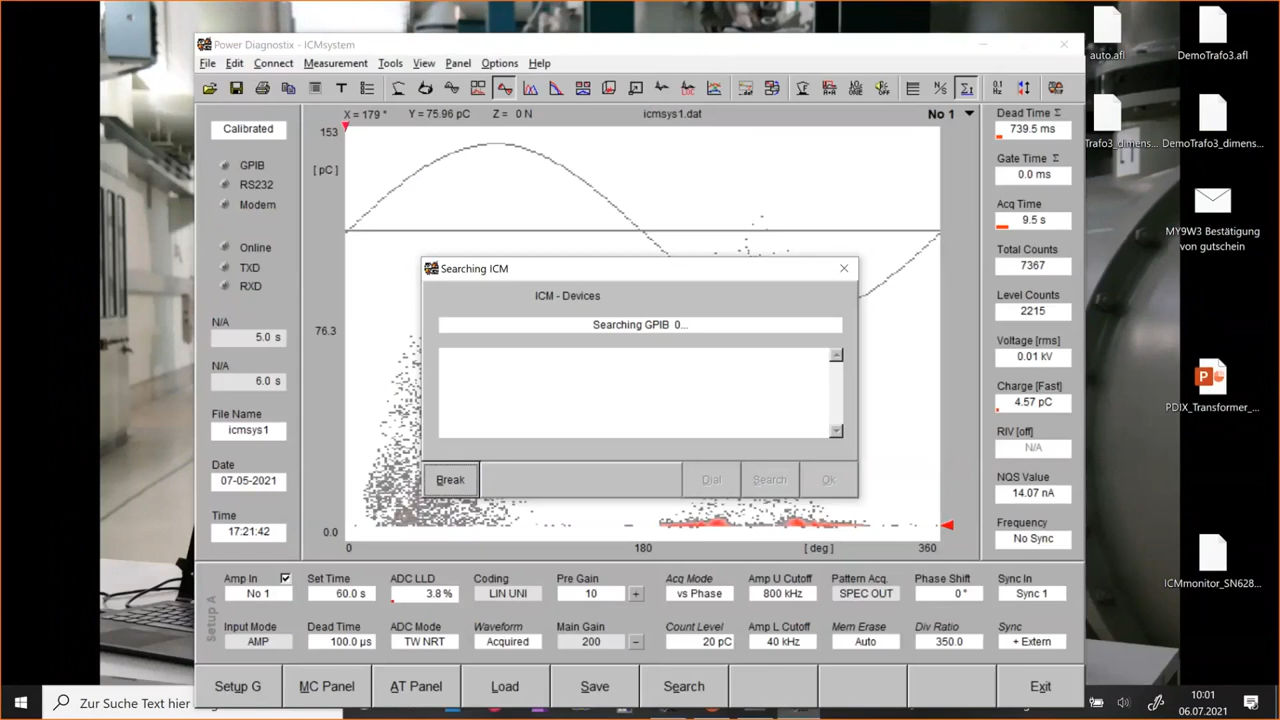 Power Diagnostix - ICMsystem
File Edit Connect Measurement Tools View Panel Options Help
X = 179 ° Y = 75.96 pC Z = 0 N icmsys1.dat No 1
Calibrated
GPIB
RS232
Modem
Online
TXD
RXD
N/A
5.0 s
N/A
6.0 s
File Name
icmsys1
Date
07-05-2021
Time
17:21:42
153
[ pC ]
76.3
0.0
0 180 [ deg ] 360
Searching ICM
ICM - Devices
Searching GPIB 0...
Break Dial Search Ok
Dead Time Σ
739.5 ms
Gate Time Σ
0.0 ms
Acq Time
9.5 s
Total Counts
7367
Level Counts
2215
Voltage [rms]
0.01 kV
Charge [Fast]
4.57 pC
RIV [off]
N/A
NQS Value
14.07 nA
Frequency
No Sync
Setup A
Amp In Set Time ADC LLD Coding Pre Gain Acq Mode Amp U Cutoff Pattern Acq. Phase Shift Sync In
No 1 60.0 s 3.8 % LIN UNI 10 + vs Phase 800 kHz SPEC OUT 0 ° Sync 1
Input Mode Dead Time ADC Mode Waveform Main Gain Count Level Amp L Cutoff Mem Erase Div Ratio Sync
AMP 100.0 µs TW NRT Acquired 200 − 20 pC 40 kHz Auto 350.0 + Extern
Setup G MC Panel AT Panel Load Save Search Exit
auto.afl
DemoTrafo3.afl
Trafo3_dimens...
DemoTrafo3_dimens...
MY9W3 Bestätigung
von gutschein
PDIX_Transformer_...
ICMmonitor_SN628...
Zur Suche Text hier
10:01
06.07.2021